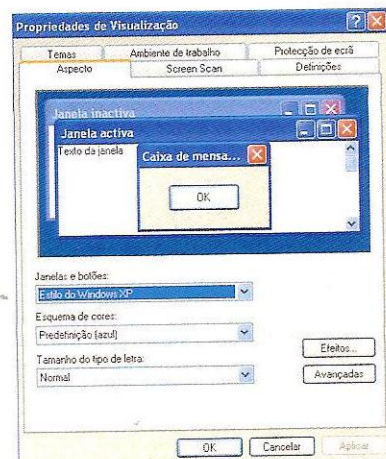 Propriedades de Visualização
Temas
Ambiente de trabalho
Protecção de ecrã
Aspecto
Screen Scan
Definições
Janela inactiva
Janela activa
Texto da janela
Caixa de mensa...
OK
Janelas e botões:
Estilo do Windows XP
Esquema de cores:
Predefinição (azul)
Tamanho do tipo de letra:
Normal
Efeitos...
Avançadas
OK
Cancelar
Aplicar